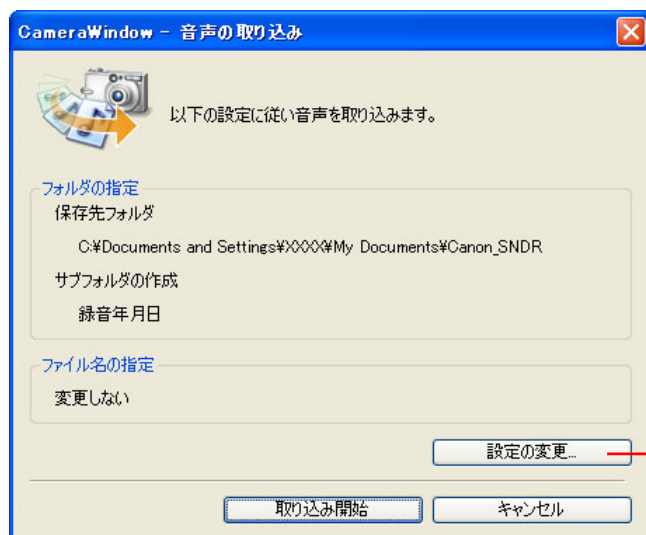 CameraWindow - 音声の取り込み
以下の設定に従い音声を取り込みます。
フォルダの指定
保存先フォルダ
C:¥Documents and Settings¥XXXX¥My Documents¥Canon_SNDR
サブフォルダの作成
録音年月日
ファイル名の指定
変更しない
設定の変更...
取り込み開始
キャンセル